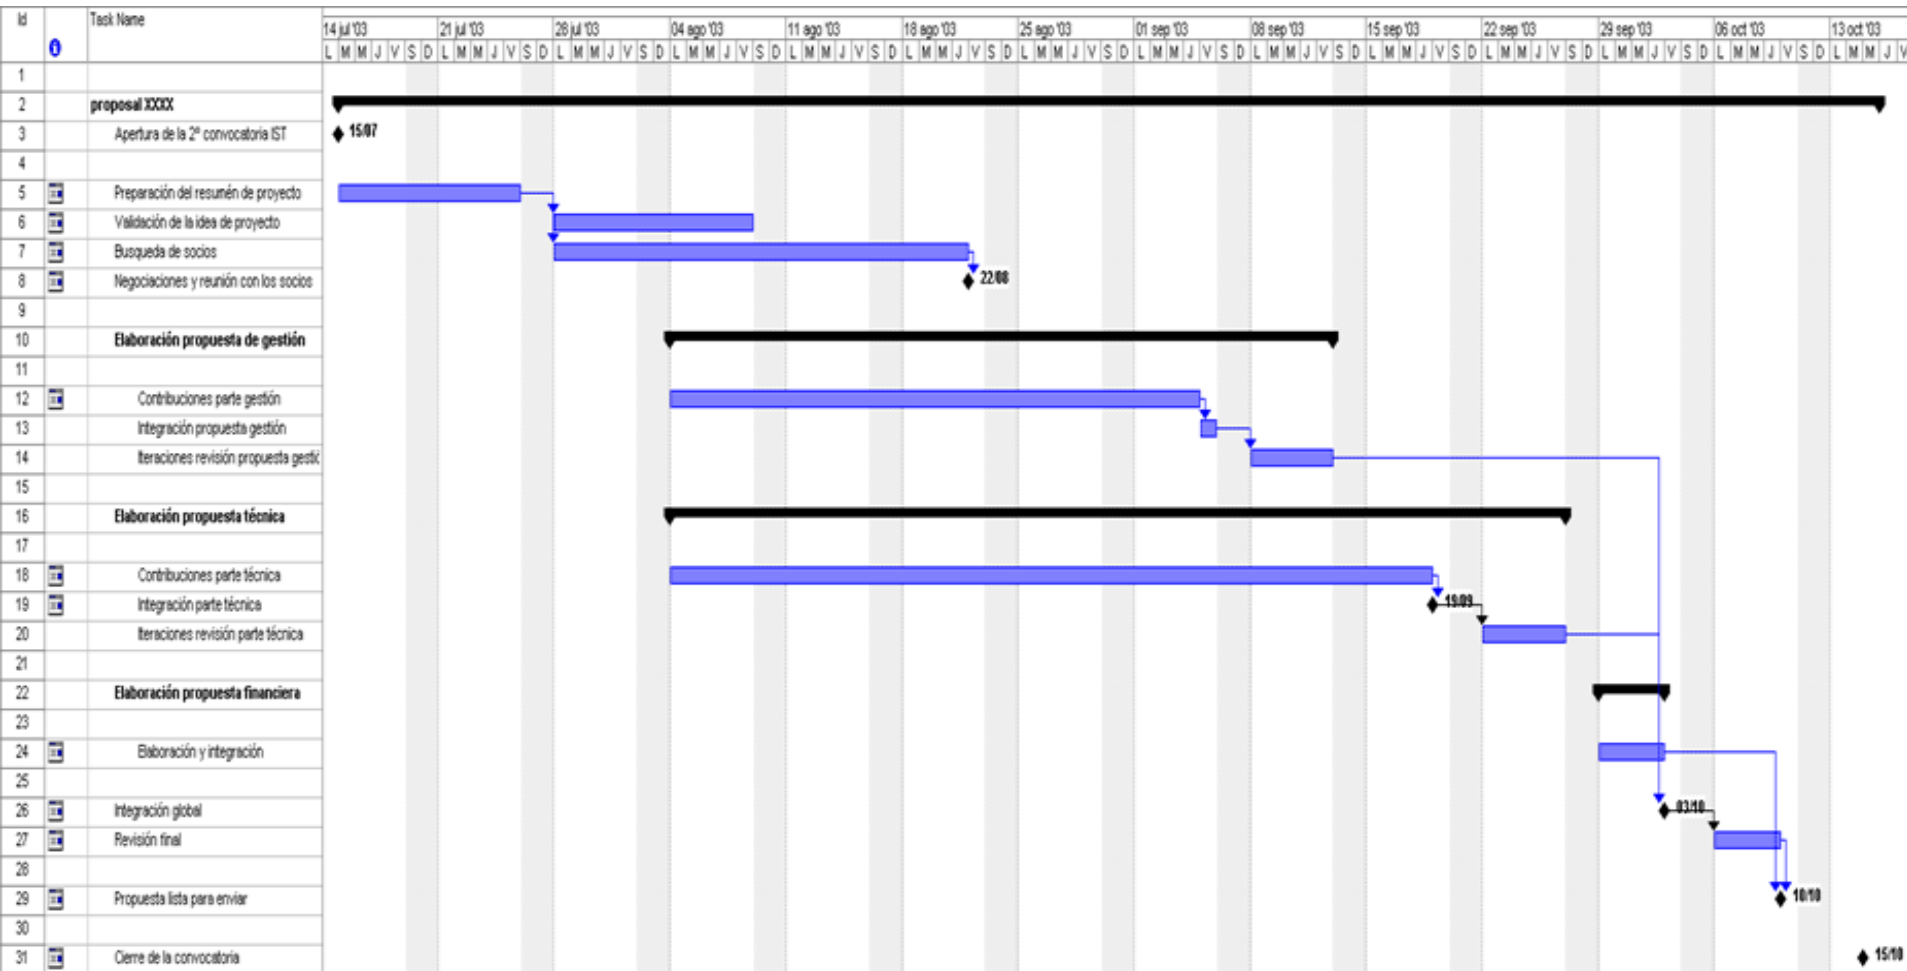 Id Task Name 14 jul '03 21 jul '03 28 jul '03 04 ago '03 11 ago '03 18 ago '03 25 ago '03 01 sep '03 08 sep '03 15 sep '03 22 sep '03 29 sep '03 06 oct '03 13 oct '03
L M M J V S D L M M J V S D L M M J V S D L M M J V S D L M M J V S D L M M J V S D L M M J V S D L M M J V S D L M M J V S D L M M J V S D L M M J V S D L M M J V S D L M M J V S D L M M J V
1
2 proposal XXXX
3 Apertura de la 2ª convocatoria IST 15/07
4
5 Preparación del resumén de proyecto
6 Validación de la idea de proyecto
7 Busqueda de socios
8 Negociaciones y reunión con los socios 22/08
9
10 Elaboración propuesta de gestión
11
12 Contribuciones parte gestión
13 Integración propuesta gestión
14 Iteraciones revisión propuesta gestic
15
16 Elaboración propuesta técnica
17
18 Contribuciones parte técnica
19 Integración parte técnica 19/09
20 Iteraciones revisión parte técnica
21
22 Elaboración propuesta financiera
23
24 Elaboración y integración
25
26 Integración global 03/10
27 Revisión final
28
29 Propuesta lista para enviar 10/10
30
31 Cierre de la convocatoria 15/10